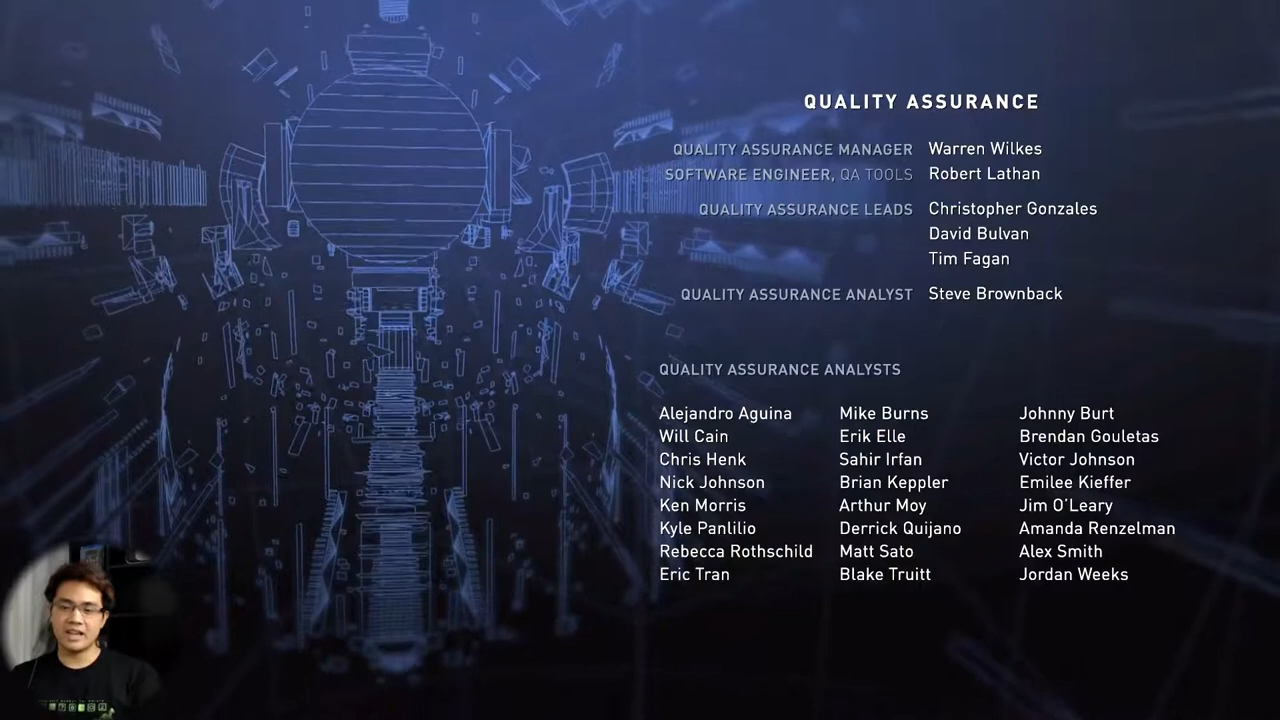 QUALITY ASSURANCE
QUALITY ASSURANCE MANAGER Warren Wilkes
SOFTWARE ENGINEER, QA TOOLS Robert Lathan
QUALITY ASSURANCE LEADS Christopher Gonzales
David Bulvan
Tim Fagan
QUALITY ASSURANCE ANALYST Steve Brownback
QUALITY ASSURANCE ANALYSTS
Alejandro Aguina Mike Burns Johnny Burt
Will Cain Erik Elle Brendan Gouletas
Chris Henk Sahir Irfan Victor Johnson
Nick Johnson Brian Keppler Emilee Kieffer
Ken Morris Arthur Moy Jim O'Leary
Kyle Panlilio Derrick Quijano Amanda Renzelman
Rebecca Rothschild Matt Sato Alex Smith
Eric Tran Blake Truitt Jordan Weeks